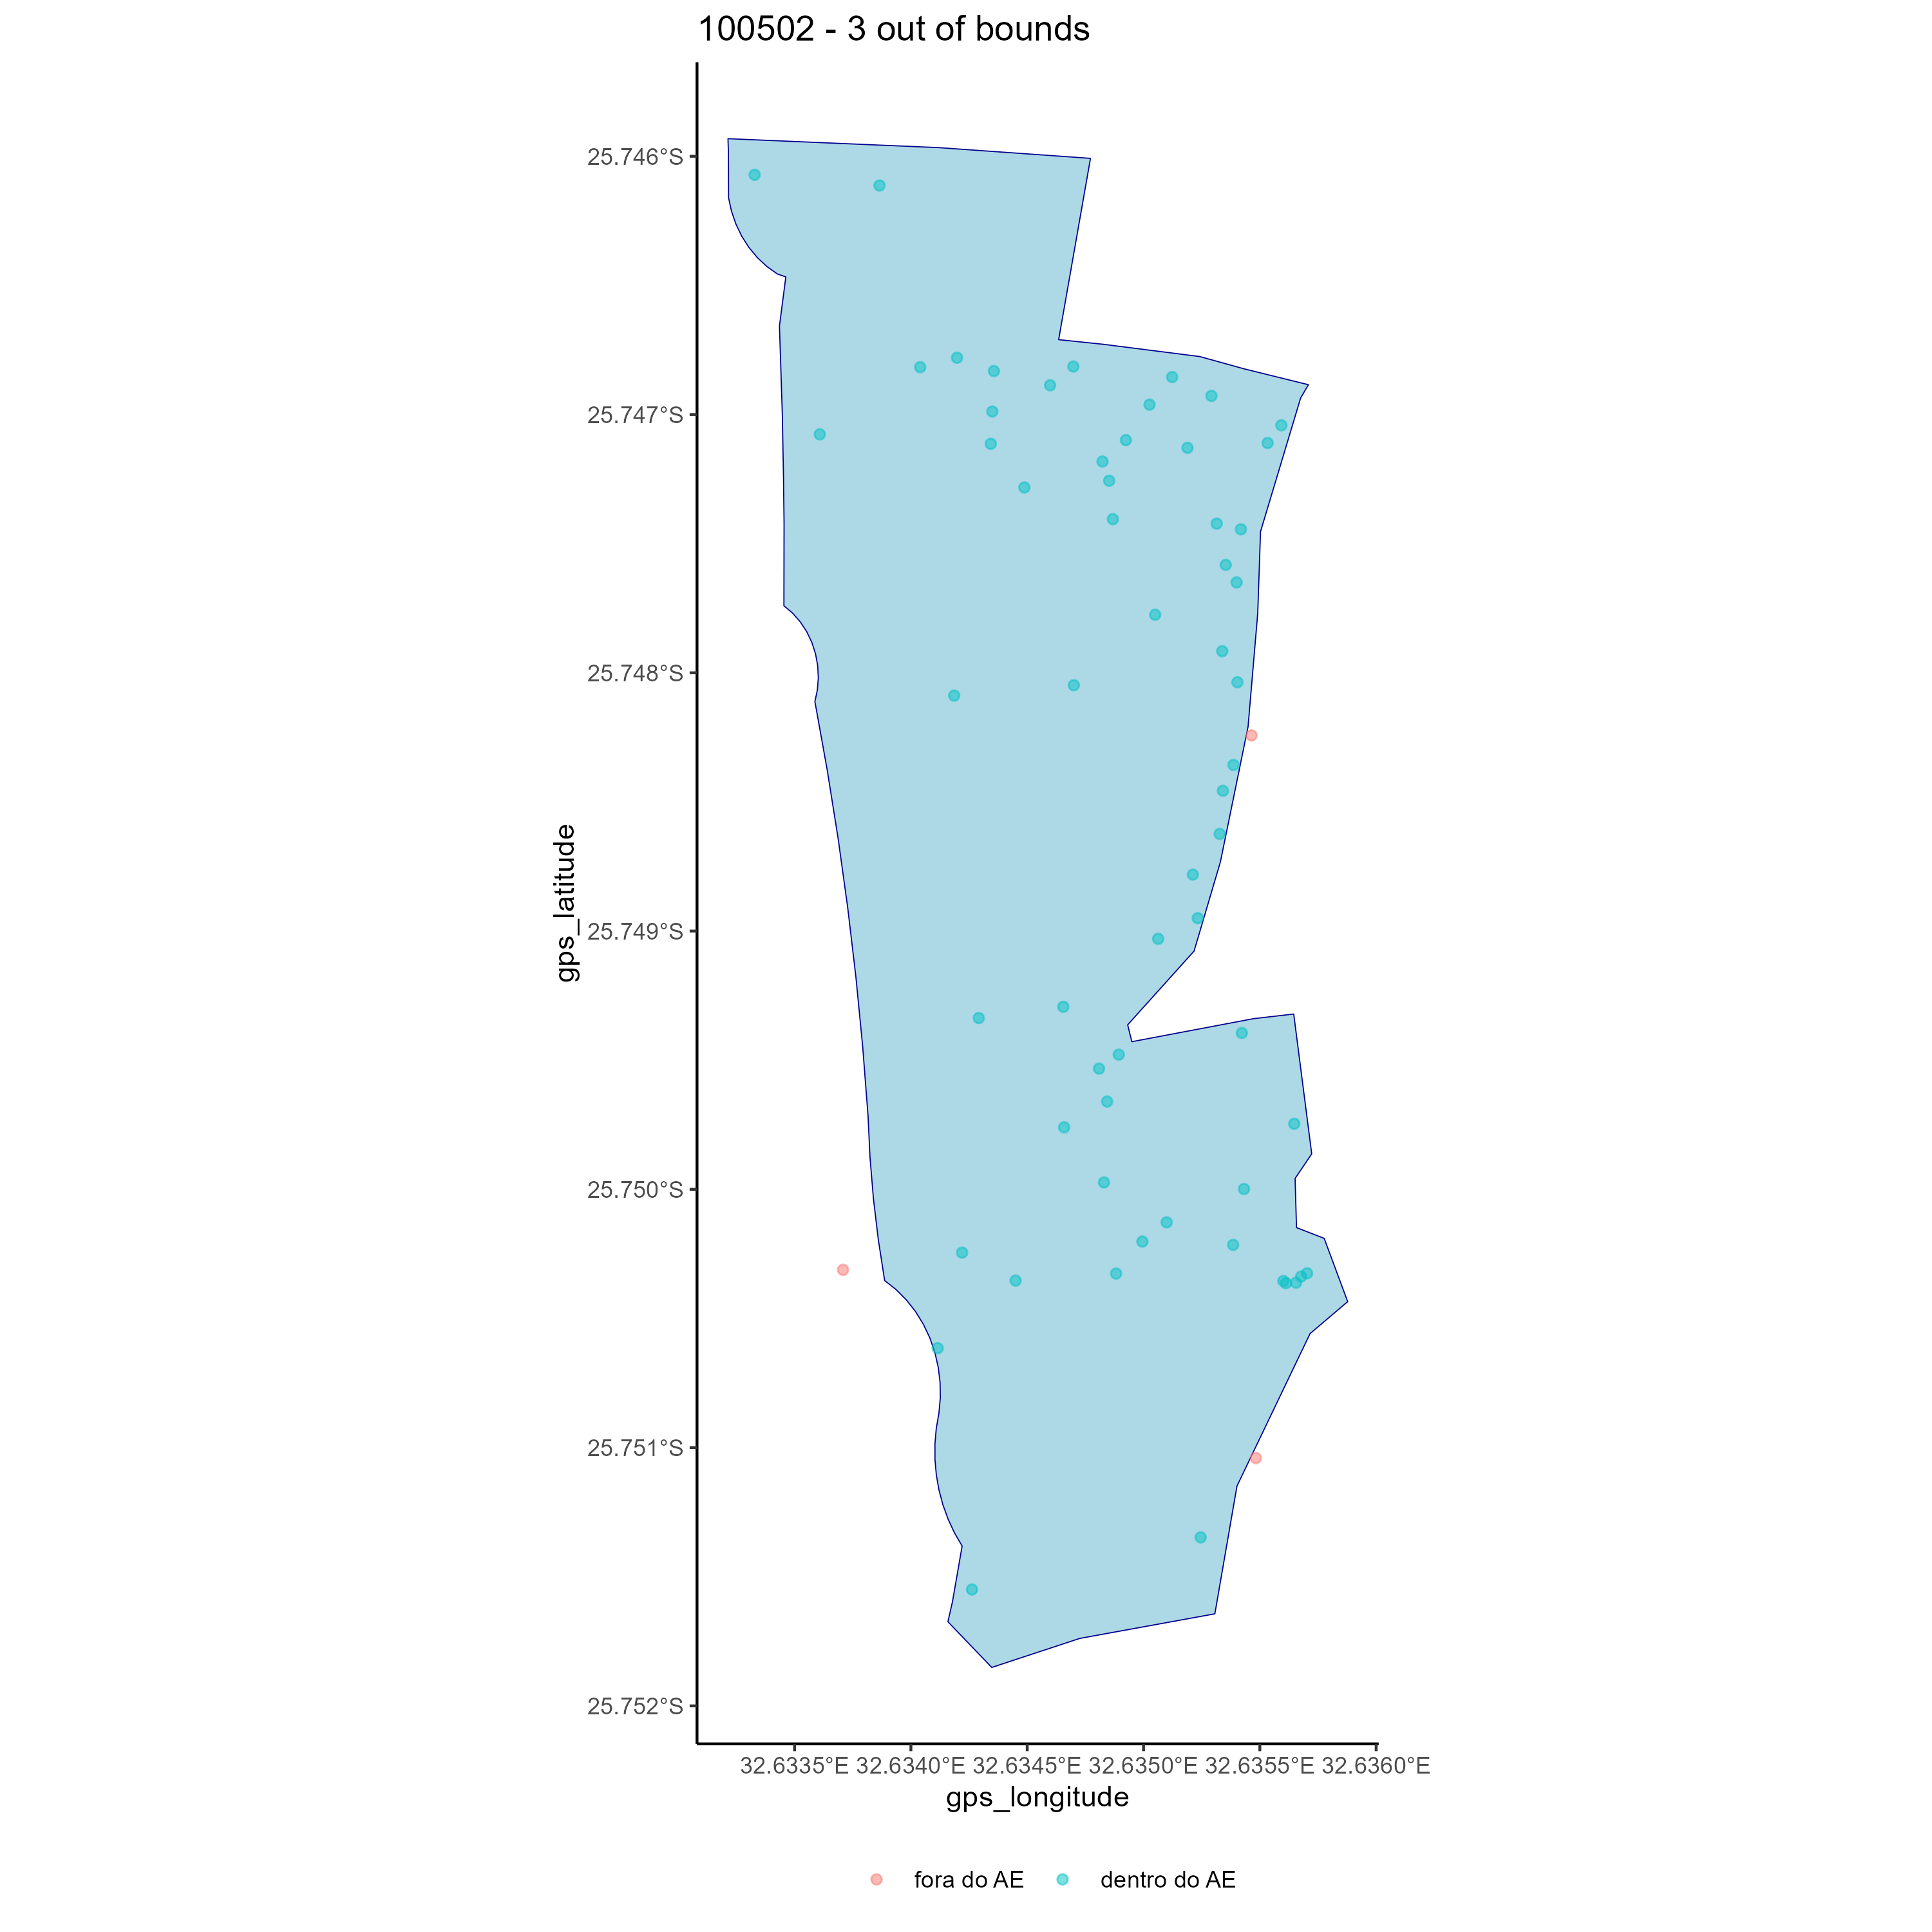 100502 - 3 out of bounds
25.746°S
25.747°S
25.748°S
25.749°S
25.750°S
25.751°S
25.752°S
gps_latitude
32.6335°E 32.6340°E 32.6345°E 32.6350°E 32.6355°E 32.6360°E
gps_longitude
fora do AE dentro do AE